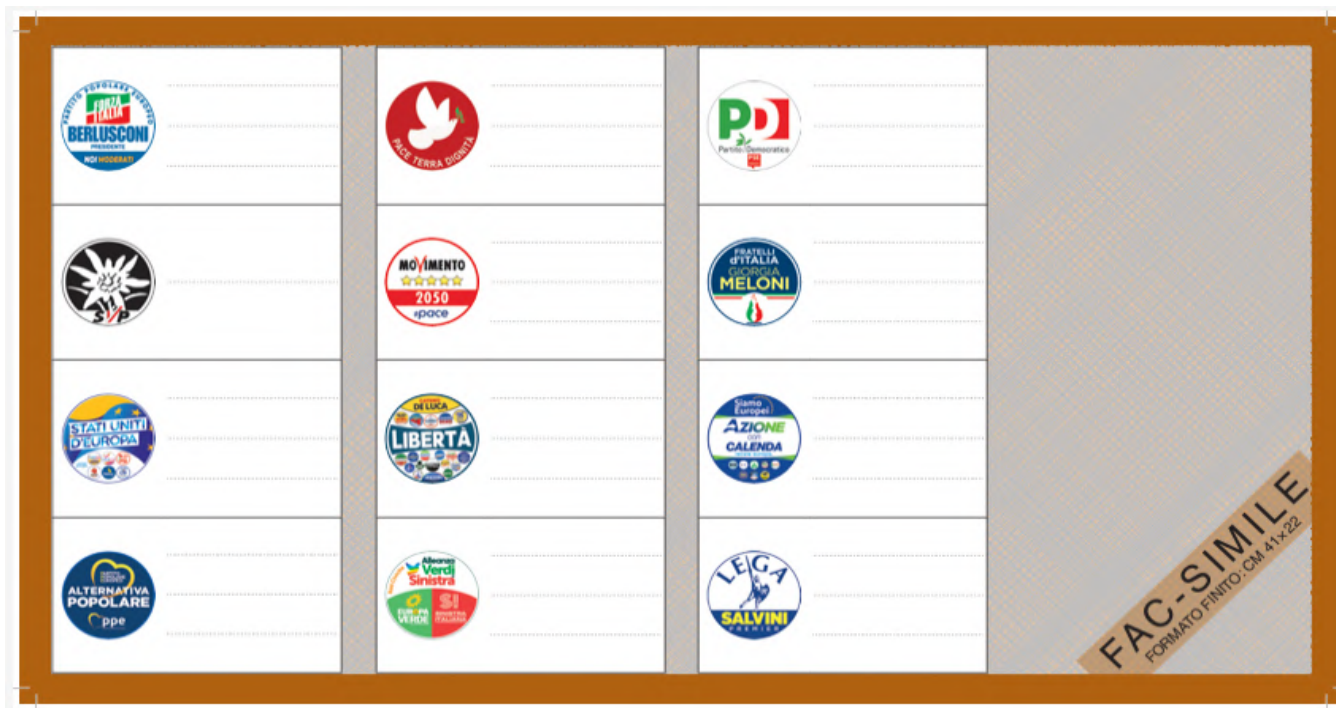 PARTITO POPOLARE EUROPEO
FORZA
ITALIA
BERLUSCONI
PRESIDENTE
NOI MODERATI
SVP
STATI UNITI
D'EUROPA
ALTERNATIVA
POPOLARE
ppe
PACE TERRA DIGNITÀ
MOVIMENTO
2050
#pace
DE LUCA
LIBERTÀ
Alleanza
Verdi
Sinistra
EUROPA
VERDE
SI
SINISTRA
ITALIANA
PD
Partito Democratico
PSE
FRATELLI
d'ITALIA
GIORGIA
MELONI
Siamo
Europei
AZIONE
con
CALENDA
LEGA
SALVINI
PREMIER
FAC-SIMILE
FORMATO FINITO: CM 41x22